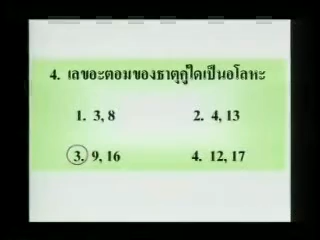 4. เลขอะตอมของธาตุคู่ใดเป็นอโลหะ
1. 3, 8 2. 4, 13
3. 9, 16 4. 12, 17